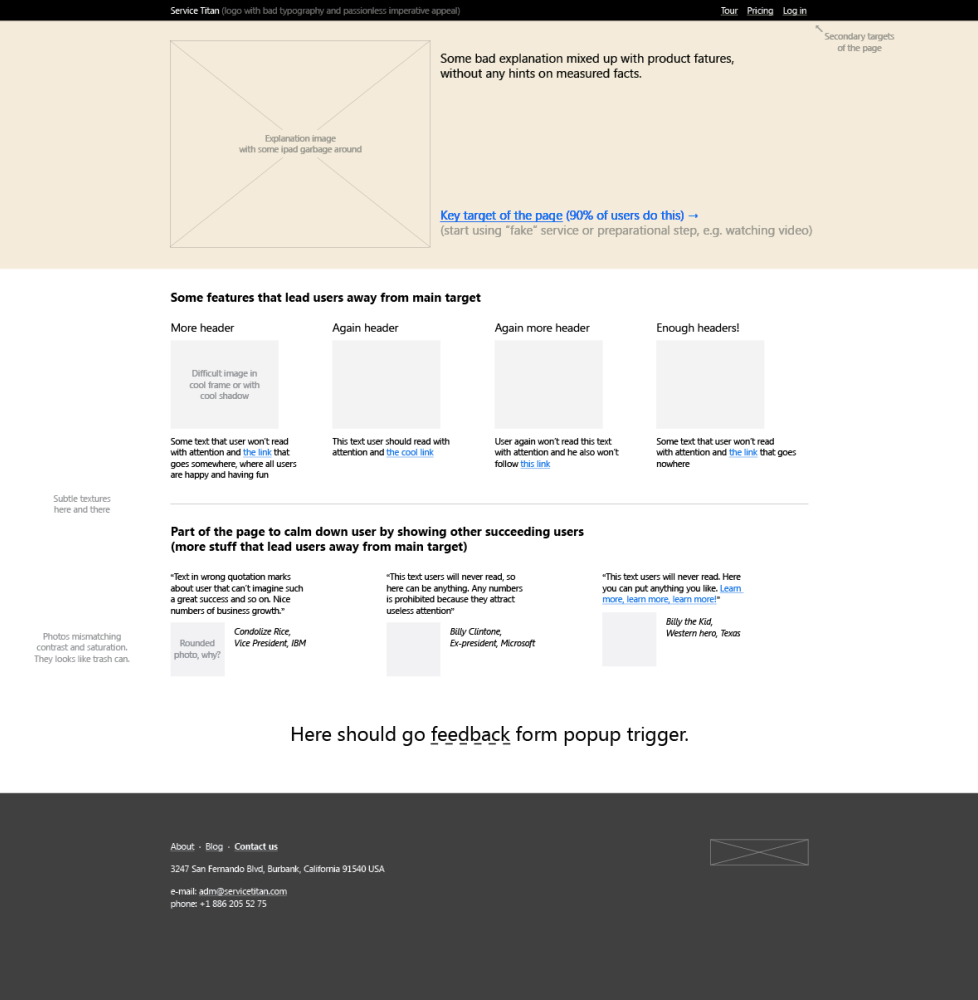 Service Titan (logo with bad typography and passionless imperative appeal)
Tour Pricing Log in
Secondary targets
of the page
Some bad explanation mixed up with product fatures,
without any hints on measured facts.
Explanation image
with some ipad garbage around
Key target of the page (90% of users do this) →
(start using “fake” service or preparational step, e.g. watching video)
Some features that lead users away from main target
More header
Difficult image in
cool frame or with
cool shadow
Some text that user won’t read
with attention and the link that
goes somewhere, where all users
are happy and having fun
Again header
This text user should read with
attention and the cool link
Again more header
User again won’t read this text
with attention and he also won’t
follow this link
Enough headers!
Some text that user won’t read
with attention and the link that goes
nowhere
Subtle textures
here and there
Part of the page to calm down user by showing other succeeding users
(more stuff that lead users away from main target)
“Text in wrong quotation marks
about user that can’t imagine such
a great success and so on. Nice
numbers of business growth.”
Rounded
photo, why?
Condolize Rice,
Vice President, IBM
“This text users will never read, so
here can be anything. Any numbers
is prohibited because they attract
useless attention”
Billy Clintone,
Ex-president, Microsoft
“This text users will never read. Here
you can put anything you like. Learn
more, learn more, learn more!”
Billy the Kid,
Western hero, Texas
Photos mismatching
contrast and saturation.
They looks like trash can.
Here should go feedback form popup trigger.
About · Blog · Contact us
3247 San Fernando Blvd, Burbank, California 91540 USA
e-mail: adm@servicetitan.com
phone: +1 886 205 52 75